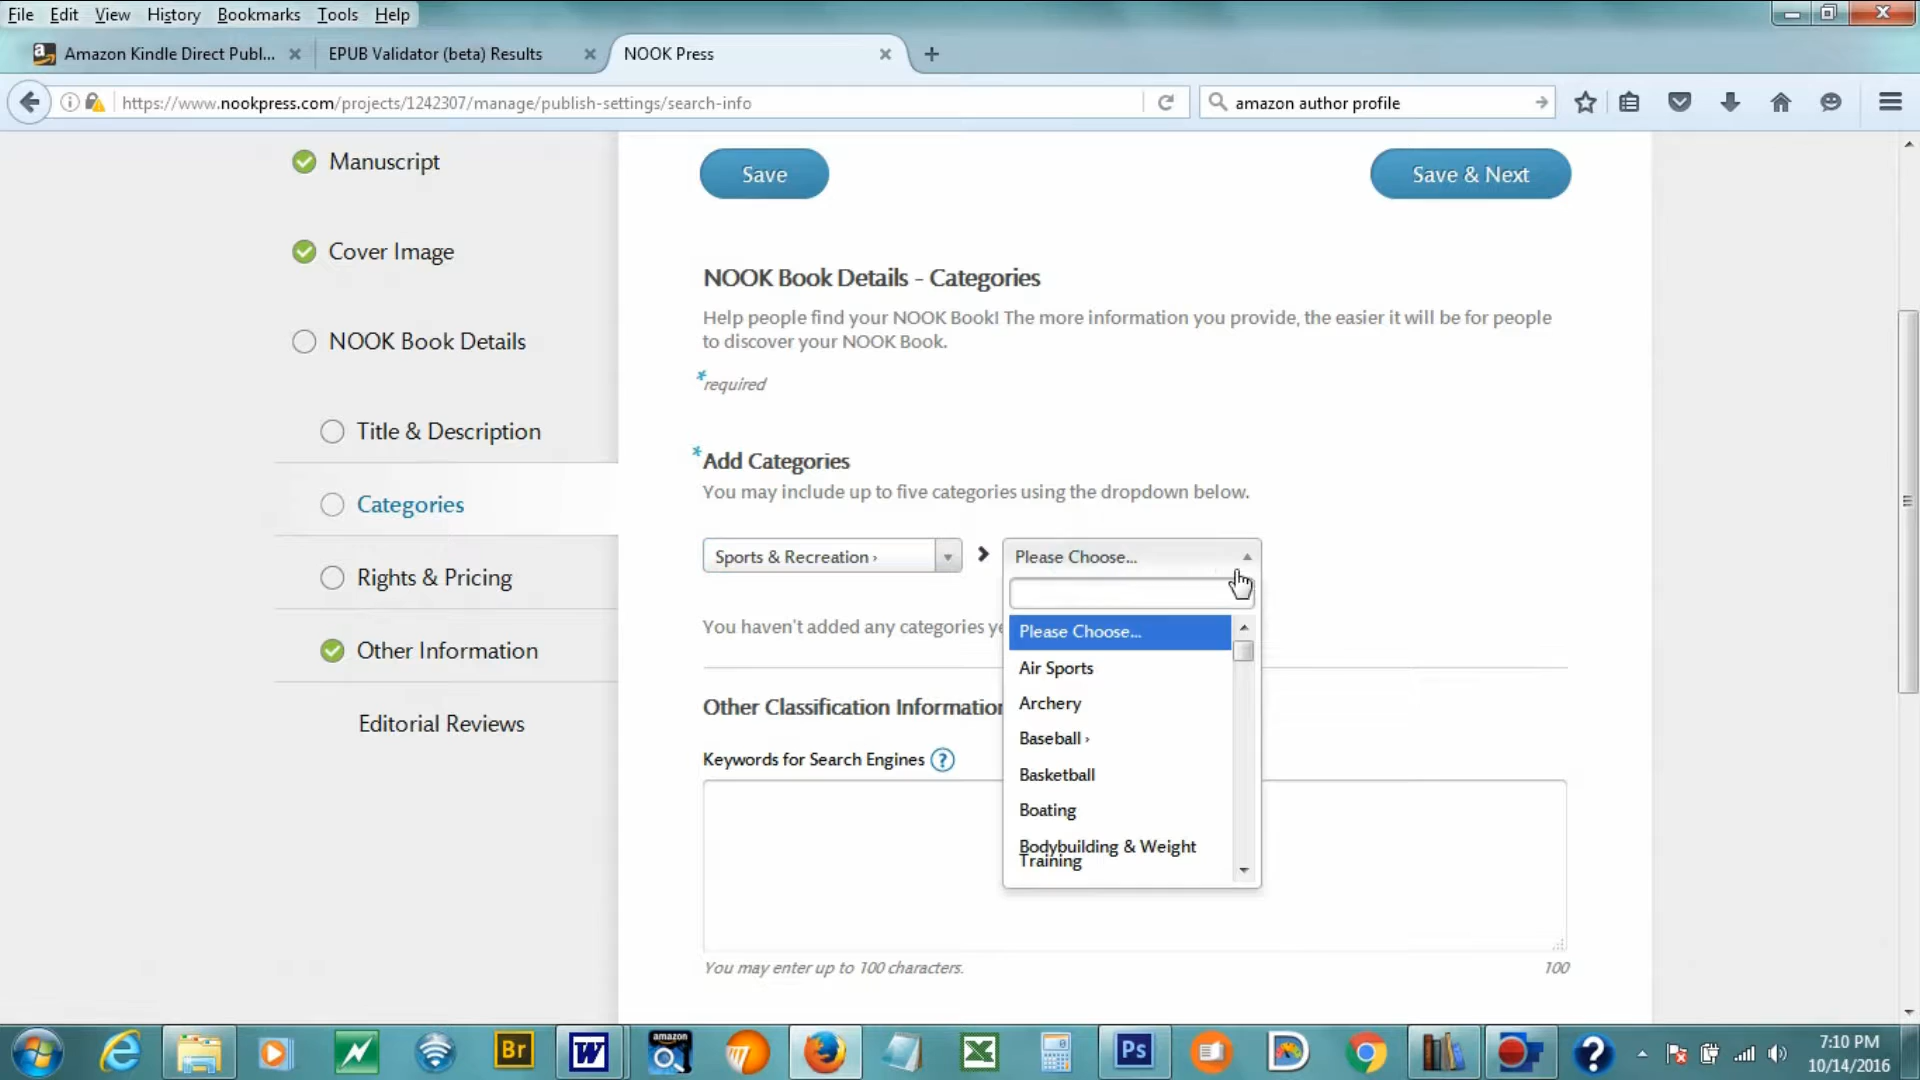 File Edit View History Bookmarks Tools Help
Amazon Kindle Direct Publ...
EPUB Validator (beta) Results
NOOK Press
https://www.nookpress.com/projects/1242307/manage/publish-settings/search-info
amazon author profile
Manuscript
Save
Save & Next
Cover Image
NOOK Book Details - Categories
Help people find your NOOK Book! The more information you provide, the easier it will be for people
to discover your NOOK Book.
NOOK Book Details
*required
Title & Description
*Add Categories
You may include up to five categories using the dropdown below.
Categories
Sports & Recreation ›
Please Choose...
Rights & Pricing
You haven't added any categories ye
Please Choose...
Other Information
Air Sports
Archery
Other Classification Information
Editorial Reviews
Baseball ›
Keywords for Search Engines ?
Basketball
Boating
Bodybuilding & Weight
Training
You may enter up to 100 characters.
100
Br
W
amazon
Ps
7:10 PM
10/14/2016